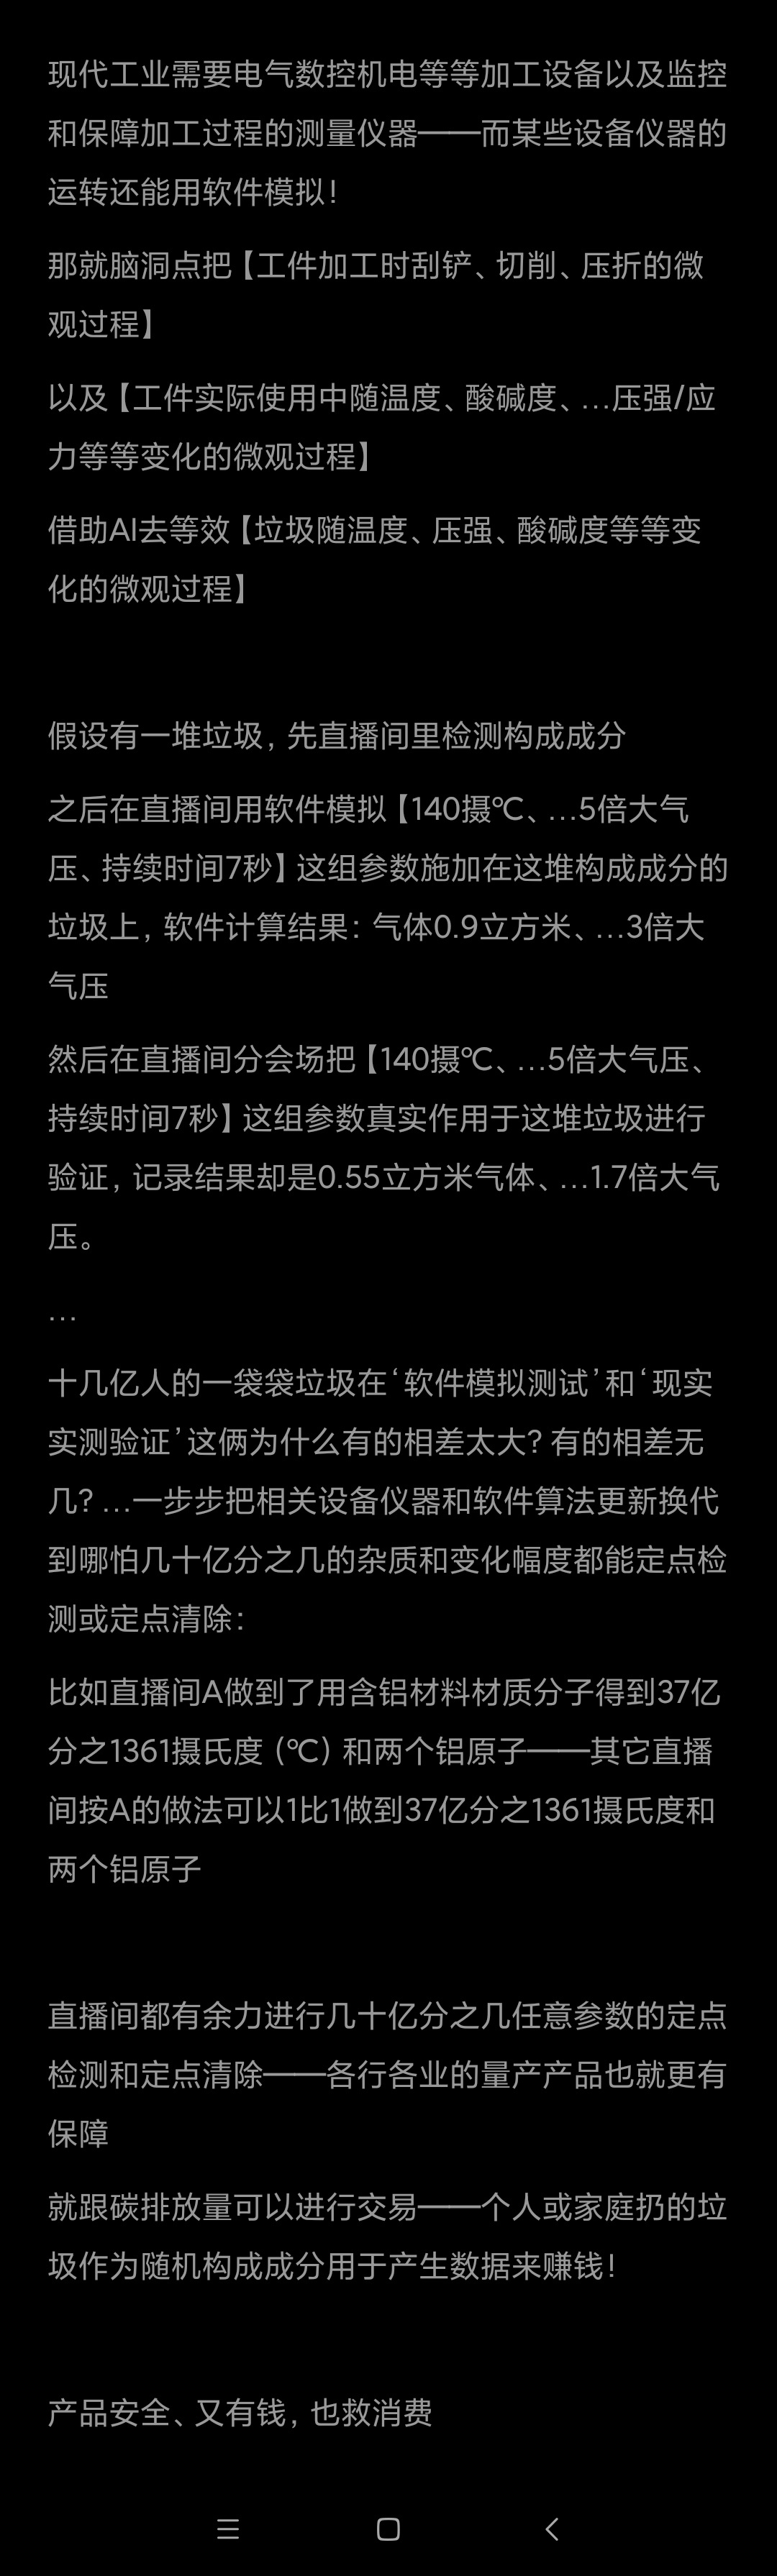 现代工业需要电气数控机电等等加工设备以及监控
和保障加工过程的测量仪器——而某些设备仪器的
运转还能用软件模拟！
那就脑洞点把【工件加工时刮铲、切削、压折的微
观过程】
以及【工件实际使用中随温度、酸碱度、…压强/应
力等等变化的微观过程】
借助AI去等效【垃圾随温度、压强、酸碱度等等变
化的微观过程】
假设有一堆垃圾，先直播间里检测构成成分
之后在直播间用软件模拟【140摄℃、…5倍大气
压、持续时间7秒】这组参数施加在这堆构成成分的
垃圾上，软件计算结果：气体0.9立方米、…3倍大
气压
然后在直播间分会场把【140摄℃、…5倍大气压、
持续时间7秒】这组参数真实作用于这堆垃圾进行
验证，记录结果却是0.55立方米气体、…1.7倍大气
压。
…
十几亿人的一袋袋垃圾在‘软件模拟测试’和‘现实
实测验证’这俩为什么有的相差太大？有的相差无
几？…一步步把相关设备仪器和软件算法更新换代
到哪怕几十亿分之几的杂质和变化幅度都能定点检
测或定点清除：
比如直播间A做到了用含铝材料材质分子得到37亿
分之1361摄氏度（℃）和两个铝原子——其它直播
间按A的做法可以1比1做到37亿分之1361摄氏度和
两个铝原子
直播间都有余力进行几十亿分之几任意参数的定点
检测和定点清除——各行各业的量产产品也就更有
保障
就跟碳排放量可以进行交易——个人或家庭扔的垃
圾作为随机构成成分用于产生数据来赚钱！
产品安全、又有钱，也救消费